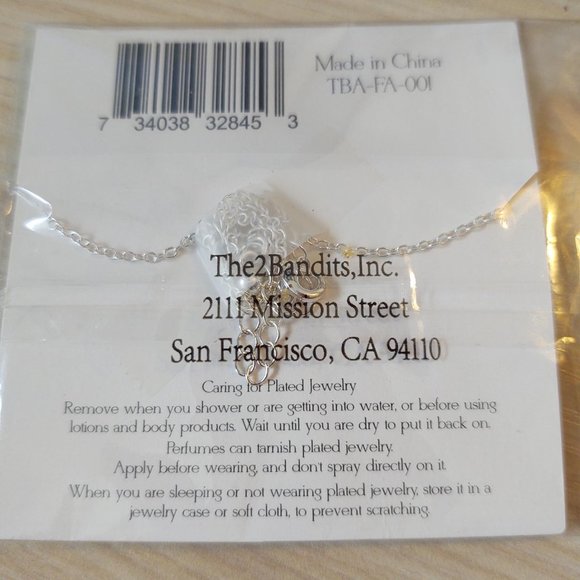 Made in China
TBA-FA-001
7 34038 32845 3
The2Bandits,Inc.
2111 Mission Street
San Francisco, CA 94110
Caring for Plated Jewelry
Remove when you shower or are getting into water, or before using
lotions and body products. Wait until you are dry to put it back on.
Perfumes can tarnish plated jewelry.
Apply before wearing, and don't spray directly on it.
When you are sleeping or not wearing plated jewelry, store it in a
jewelry case or soft cloth, to prevent scratching.